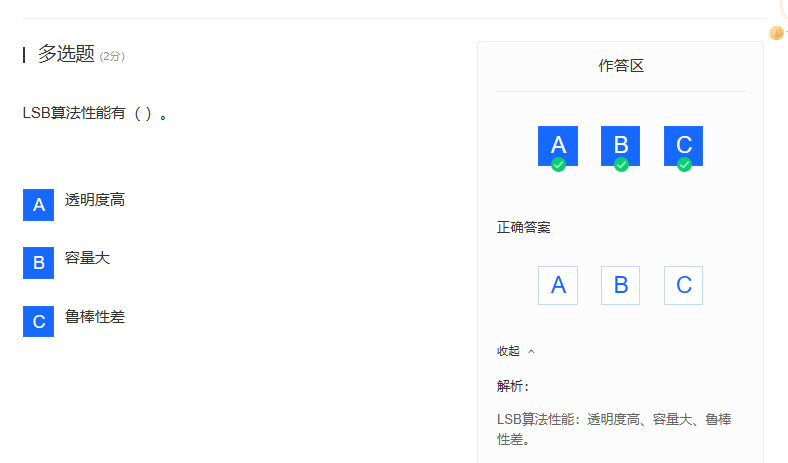 多选题 (2分)
LSB算法性能有（ ）。
A 透明度高
B 容量大
C 鲁棒性差
作答区
A B C
正确答案
A B C
收起
解析：
LSB算法性能：透明度高、容量大、鲁棒
性差。